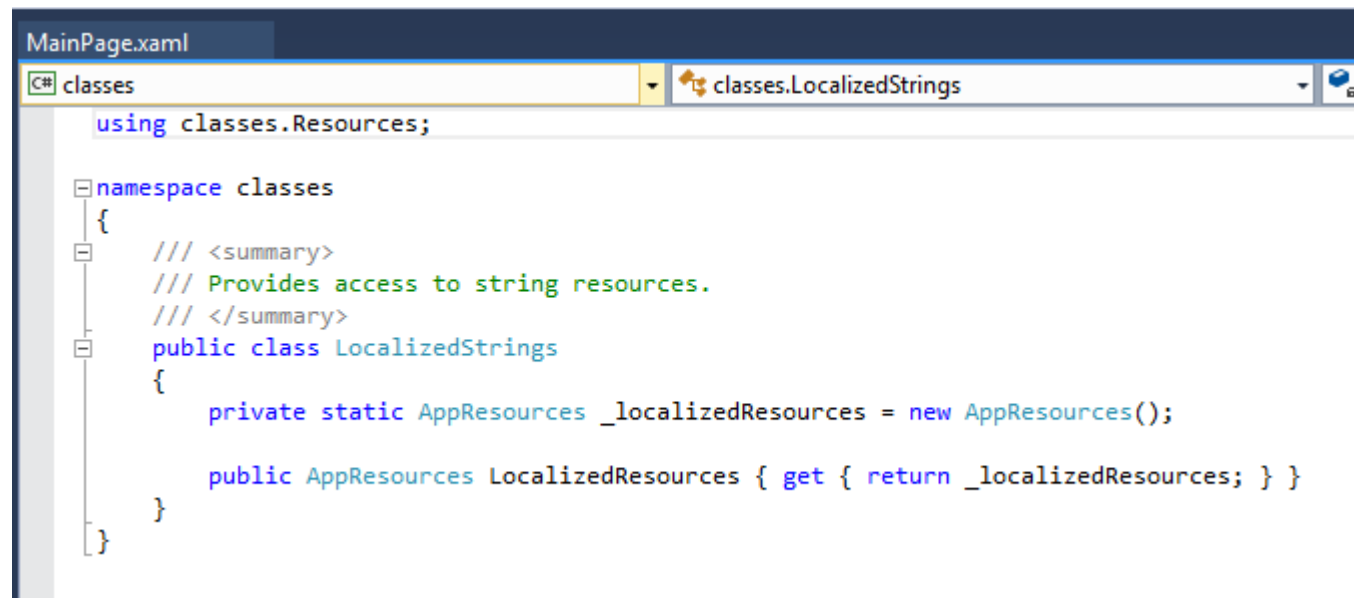 MainPage.xaml
C# classes classes.LocalizedStrings
using classes.Resources;
namespace classes
{
/// <summary>
/// Provides access to string resources.
/// </summary>
public class LocalizedStrings
{
private static AppResources _localizedResources = new AppResources();
public AppResources LocalizedResources { get { return _localizedResources; } }
}
}